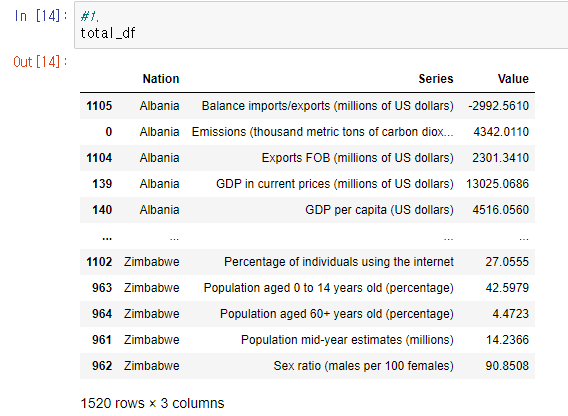 In [14]: #1.
total_df
Out[14]:
Nation Series Value
1105 Albania Balance imports/exports (millions of US dollars) -2992.5610
0 Albania Emissions (thousand metric tons of carbon diox... 4342.0110
1104 Albania Exports FOB (millions of US dollars) 2301.3410
139 Albania GDP in current prices (millions of US dollars) 13025.0686
140 Albania GDP per capita (US dollars) 4516.0560
... ... ... ...
1102 Zimbabwe Percentage of individuals using the internet 27.0555
963 Zimbabwe Population aged 0 to 14 years old (percentage) 42.5979
964 Zimbabwe Population aged 60+ years old (percentage) 4.4723
961 Zimbabwe Population mid-year estimates (millions) 14.2366
962 Zimbabwe Sex ratio (males per 100 females) 90.8508
1520 rows × 3 columns